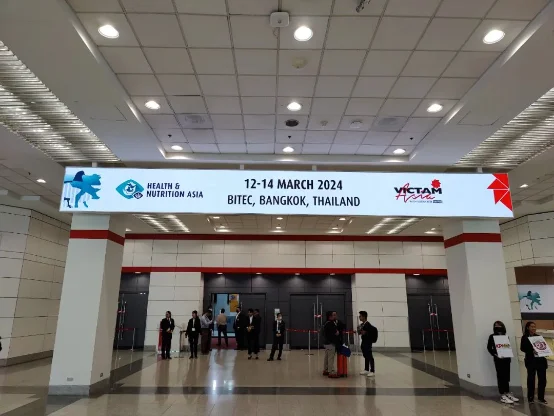 HEALTH &
NUTRITION ASIA
12-14 MARCH 2024
BITEC, BANGKOK, THAILAND
VICTAM
Asia